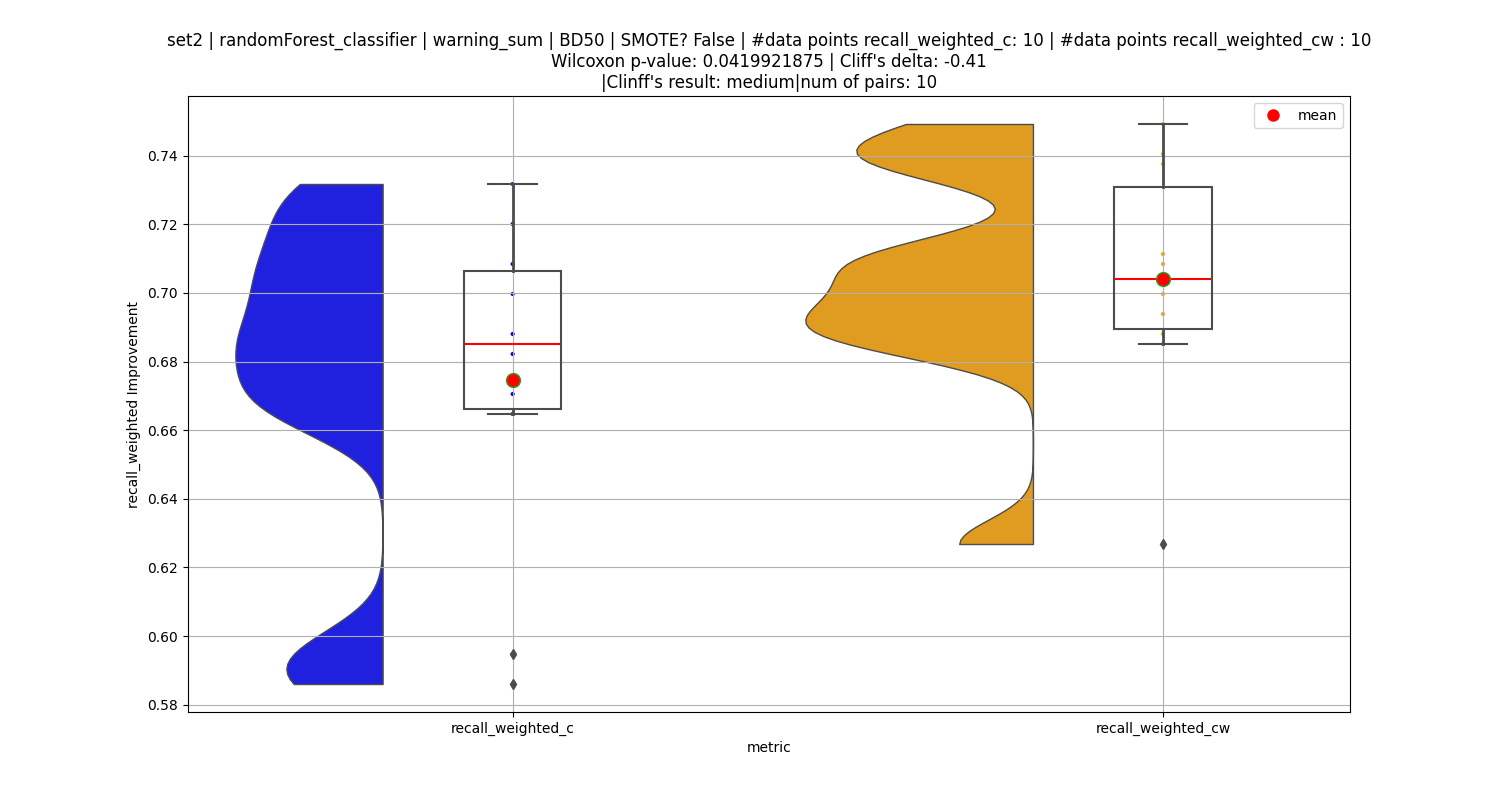 set2 | randomForest_classifier | warning_sum | BD50 | SMOTE? False | #data points recall_weighted_c: 10 | #data points recall_weighted_cw : 10
Wilcoxon p-value: 0.0419921875 | Cliff's delta: -0.41
|Clinff's result: medium|num of pairs: 10
mean
0.74
0.72
0.70
0.68
0.66
0.64
0.62
0.60
0.58
recall_weighted Improvement
recall_weighted_c
recall_weighted_cw
metric